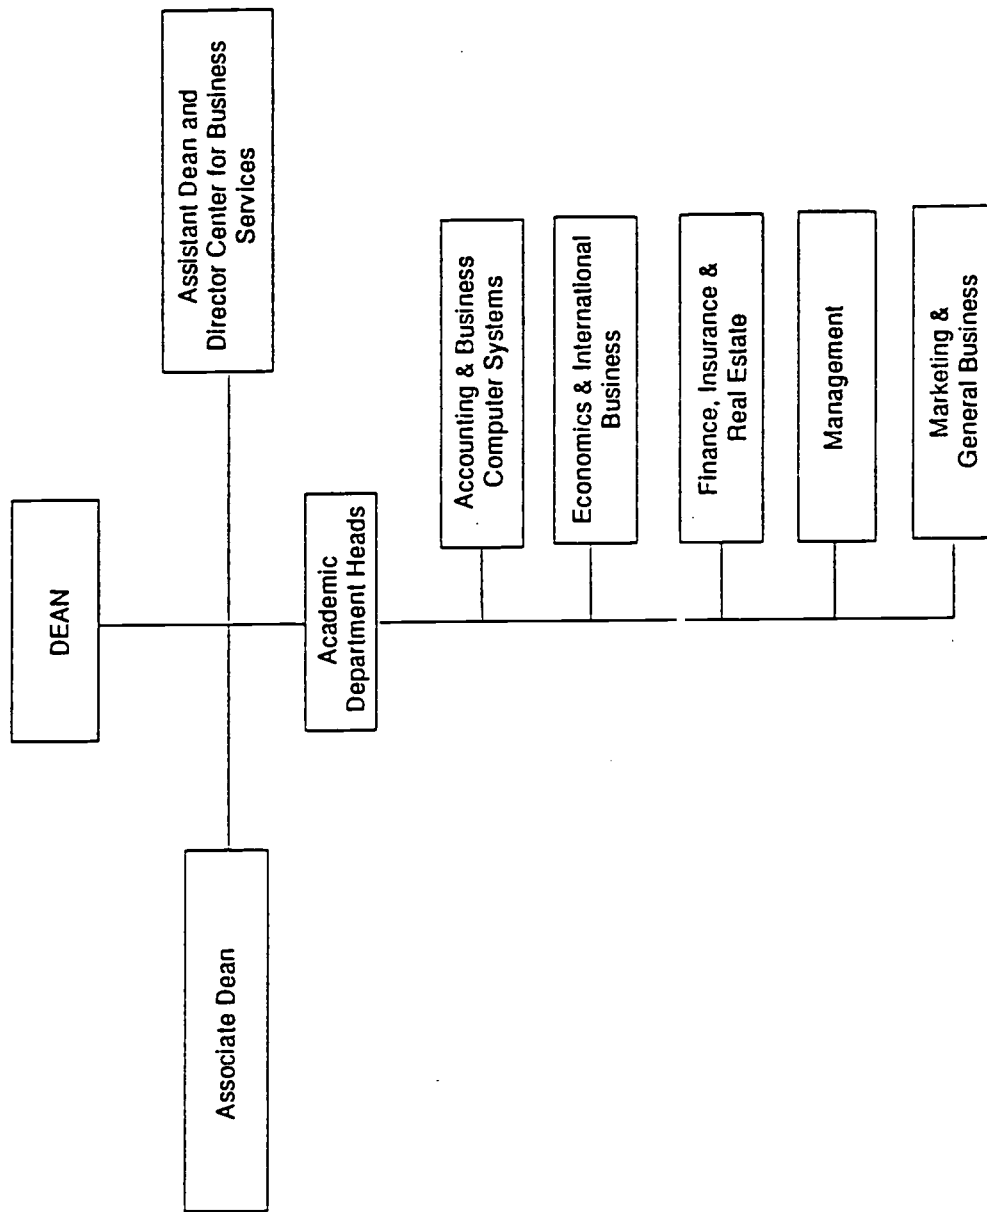 DEAN
Associate Dean
Assistant Dean and
Director Center for Business
Services
Academic
Department Heads
Accounting & Business
Computer Systems
Economics & International
Business
Finance, Insurance &
Real Estate
Management
Marketing &
General Business